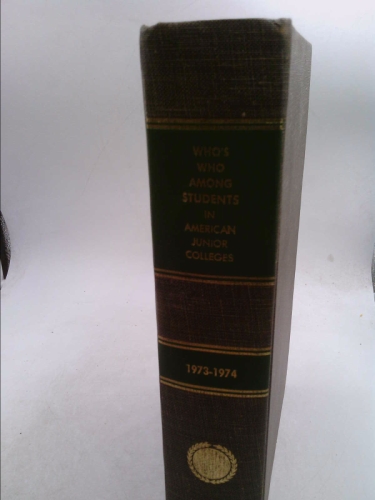 WHO'S
WHO
AMONG
STUDENTS
IN
AMERICAN
JUNIOR
COLLEGES
1973-1974